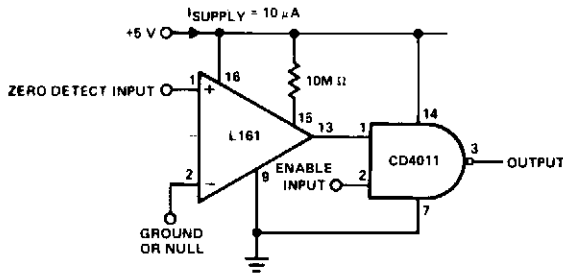 ISUPPLY = 10 μA
+5 V
16
10M Ω
ZERO DETECT INPUT
1
+
15
14
L161
13
1
3
CD4011
OUTPUT
2
−
9
ENABLE
INPUT
2
7
GROUND
OR NULL